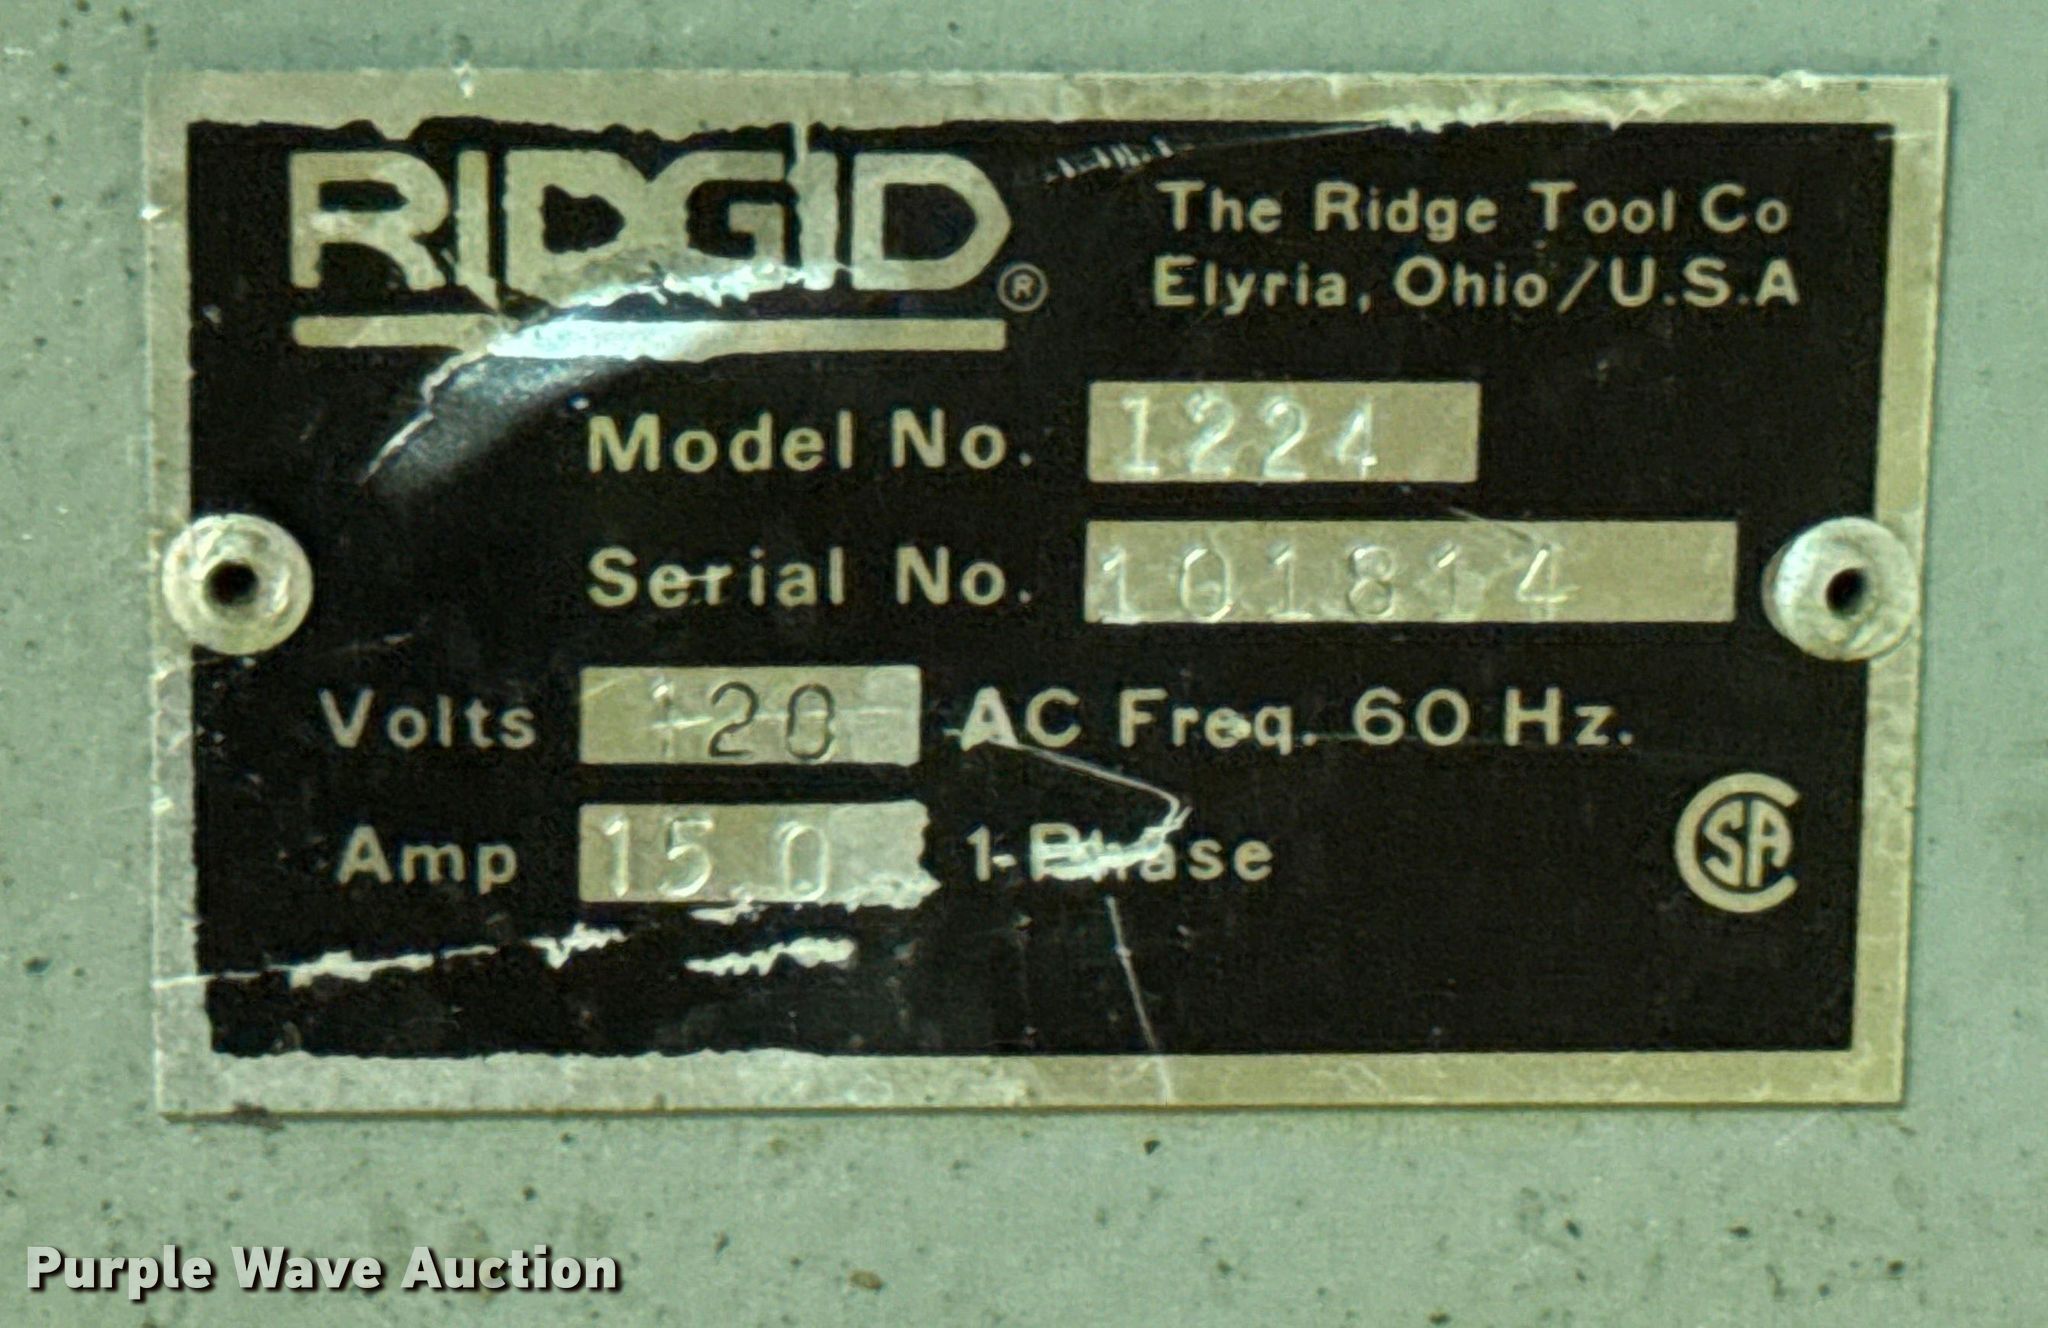 RIDGID®
The Ridge Tool Co
Elyria, Ohio/U.S.A
Model No. 1224
Serial No. 101814
Volts 120 AC Freq. 60 Hz.
Amp 15.0 1-Phase
CSA
Purple Wave Auction